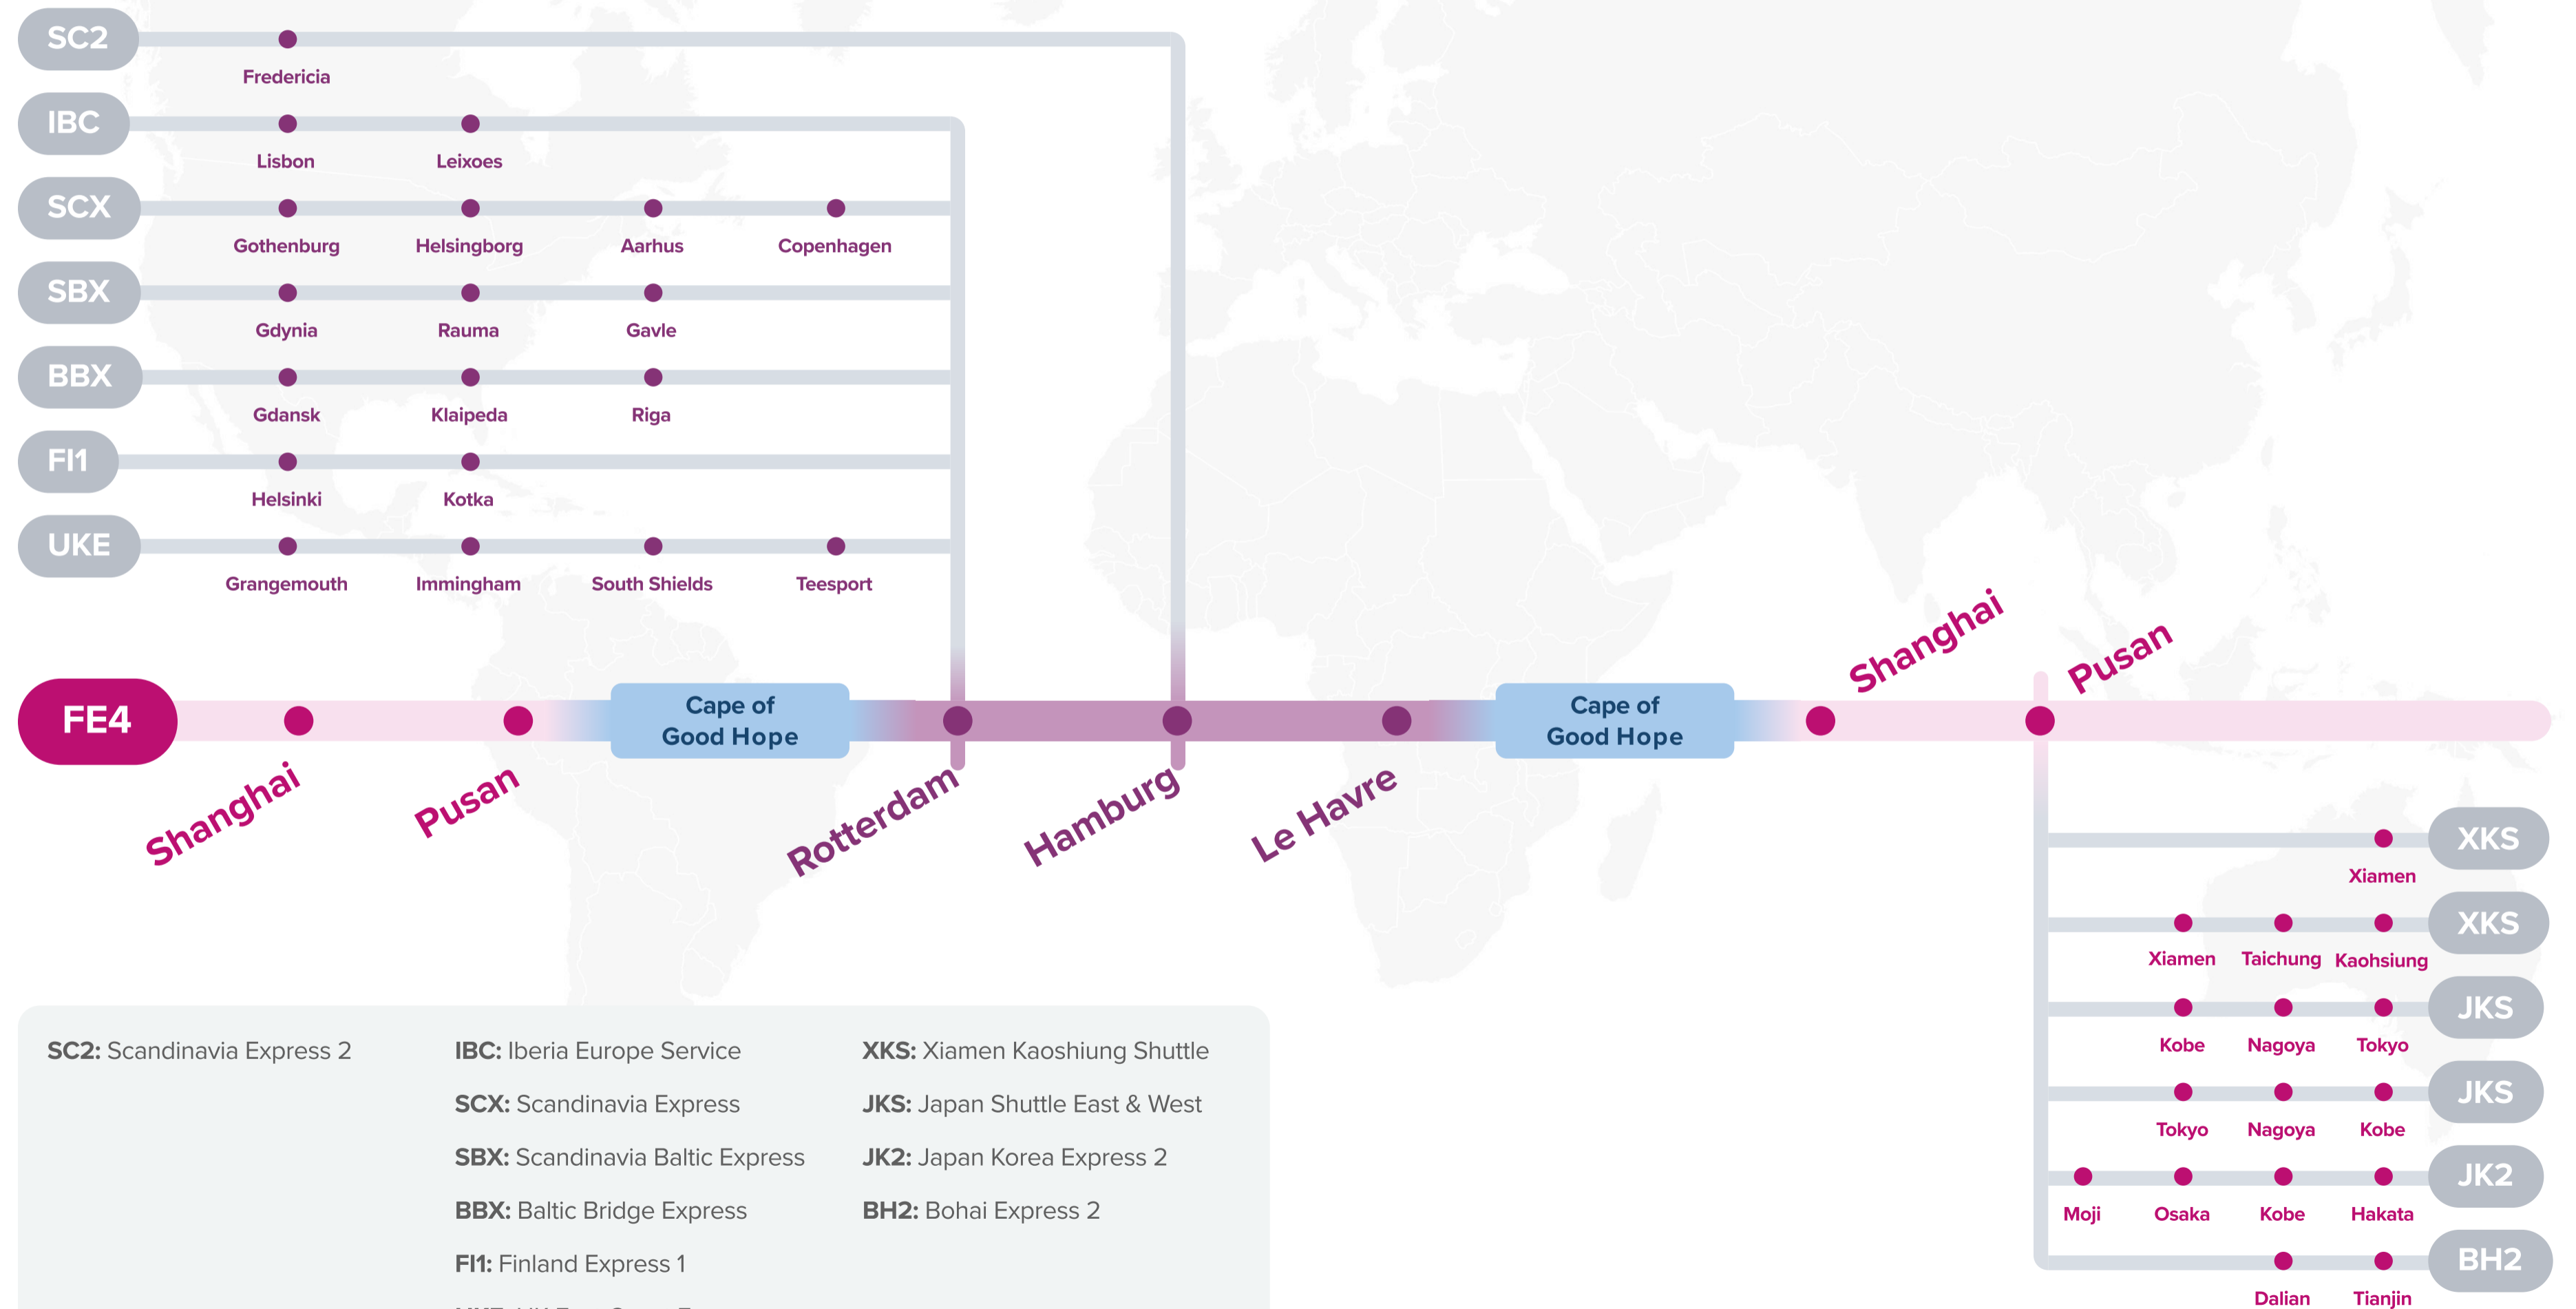 SC2
Fredericia
IBC
Lisbon Leixoes
SCX
Gothenburg Helsingborg Aarhus Copenhagen
SBX
Gdynia Rauma Gavle
BBX
Gdansk Klaipeda Riga
FI1
Helsinki Kotka
UKE
Grangemouth Immingham South Shields Teesport
FE4
Shanghai
Pusan
Cape of
Good Hope
Rotterdam
Hamburg
Le Havre
Cape of
Good Hope
Shanghai
Pusan
XKS
Xiamen
XKS
Xiamen Taichung Kaohsiung
JKS
Kobe Nagoya Tokyo
JKS
Tokyo Nagoya Kobe
JK2
Moji Osaka Kobe Hakata
BH2
Dalian Tianjin
SC2: Scandinavia Express 2
IBC: Iberia Europe Service
SCX: Scandinavia Express
SBX: Scandinavia Baltic Express
BBX: Baltic Bridge Express
FI1: Finland Express 1
XKS: Xiamen Kaoshiung Shuttle
JKS: Japan Shuttle East & West
JK2: Japan Korea Express 2
BH2: Bohai Express 2